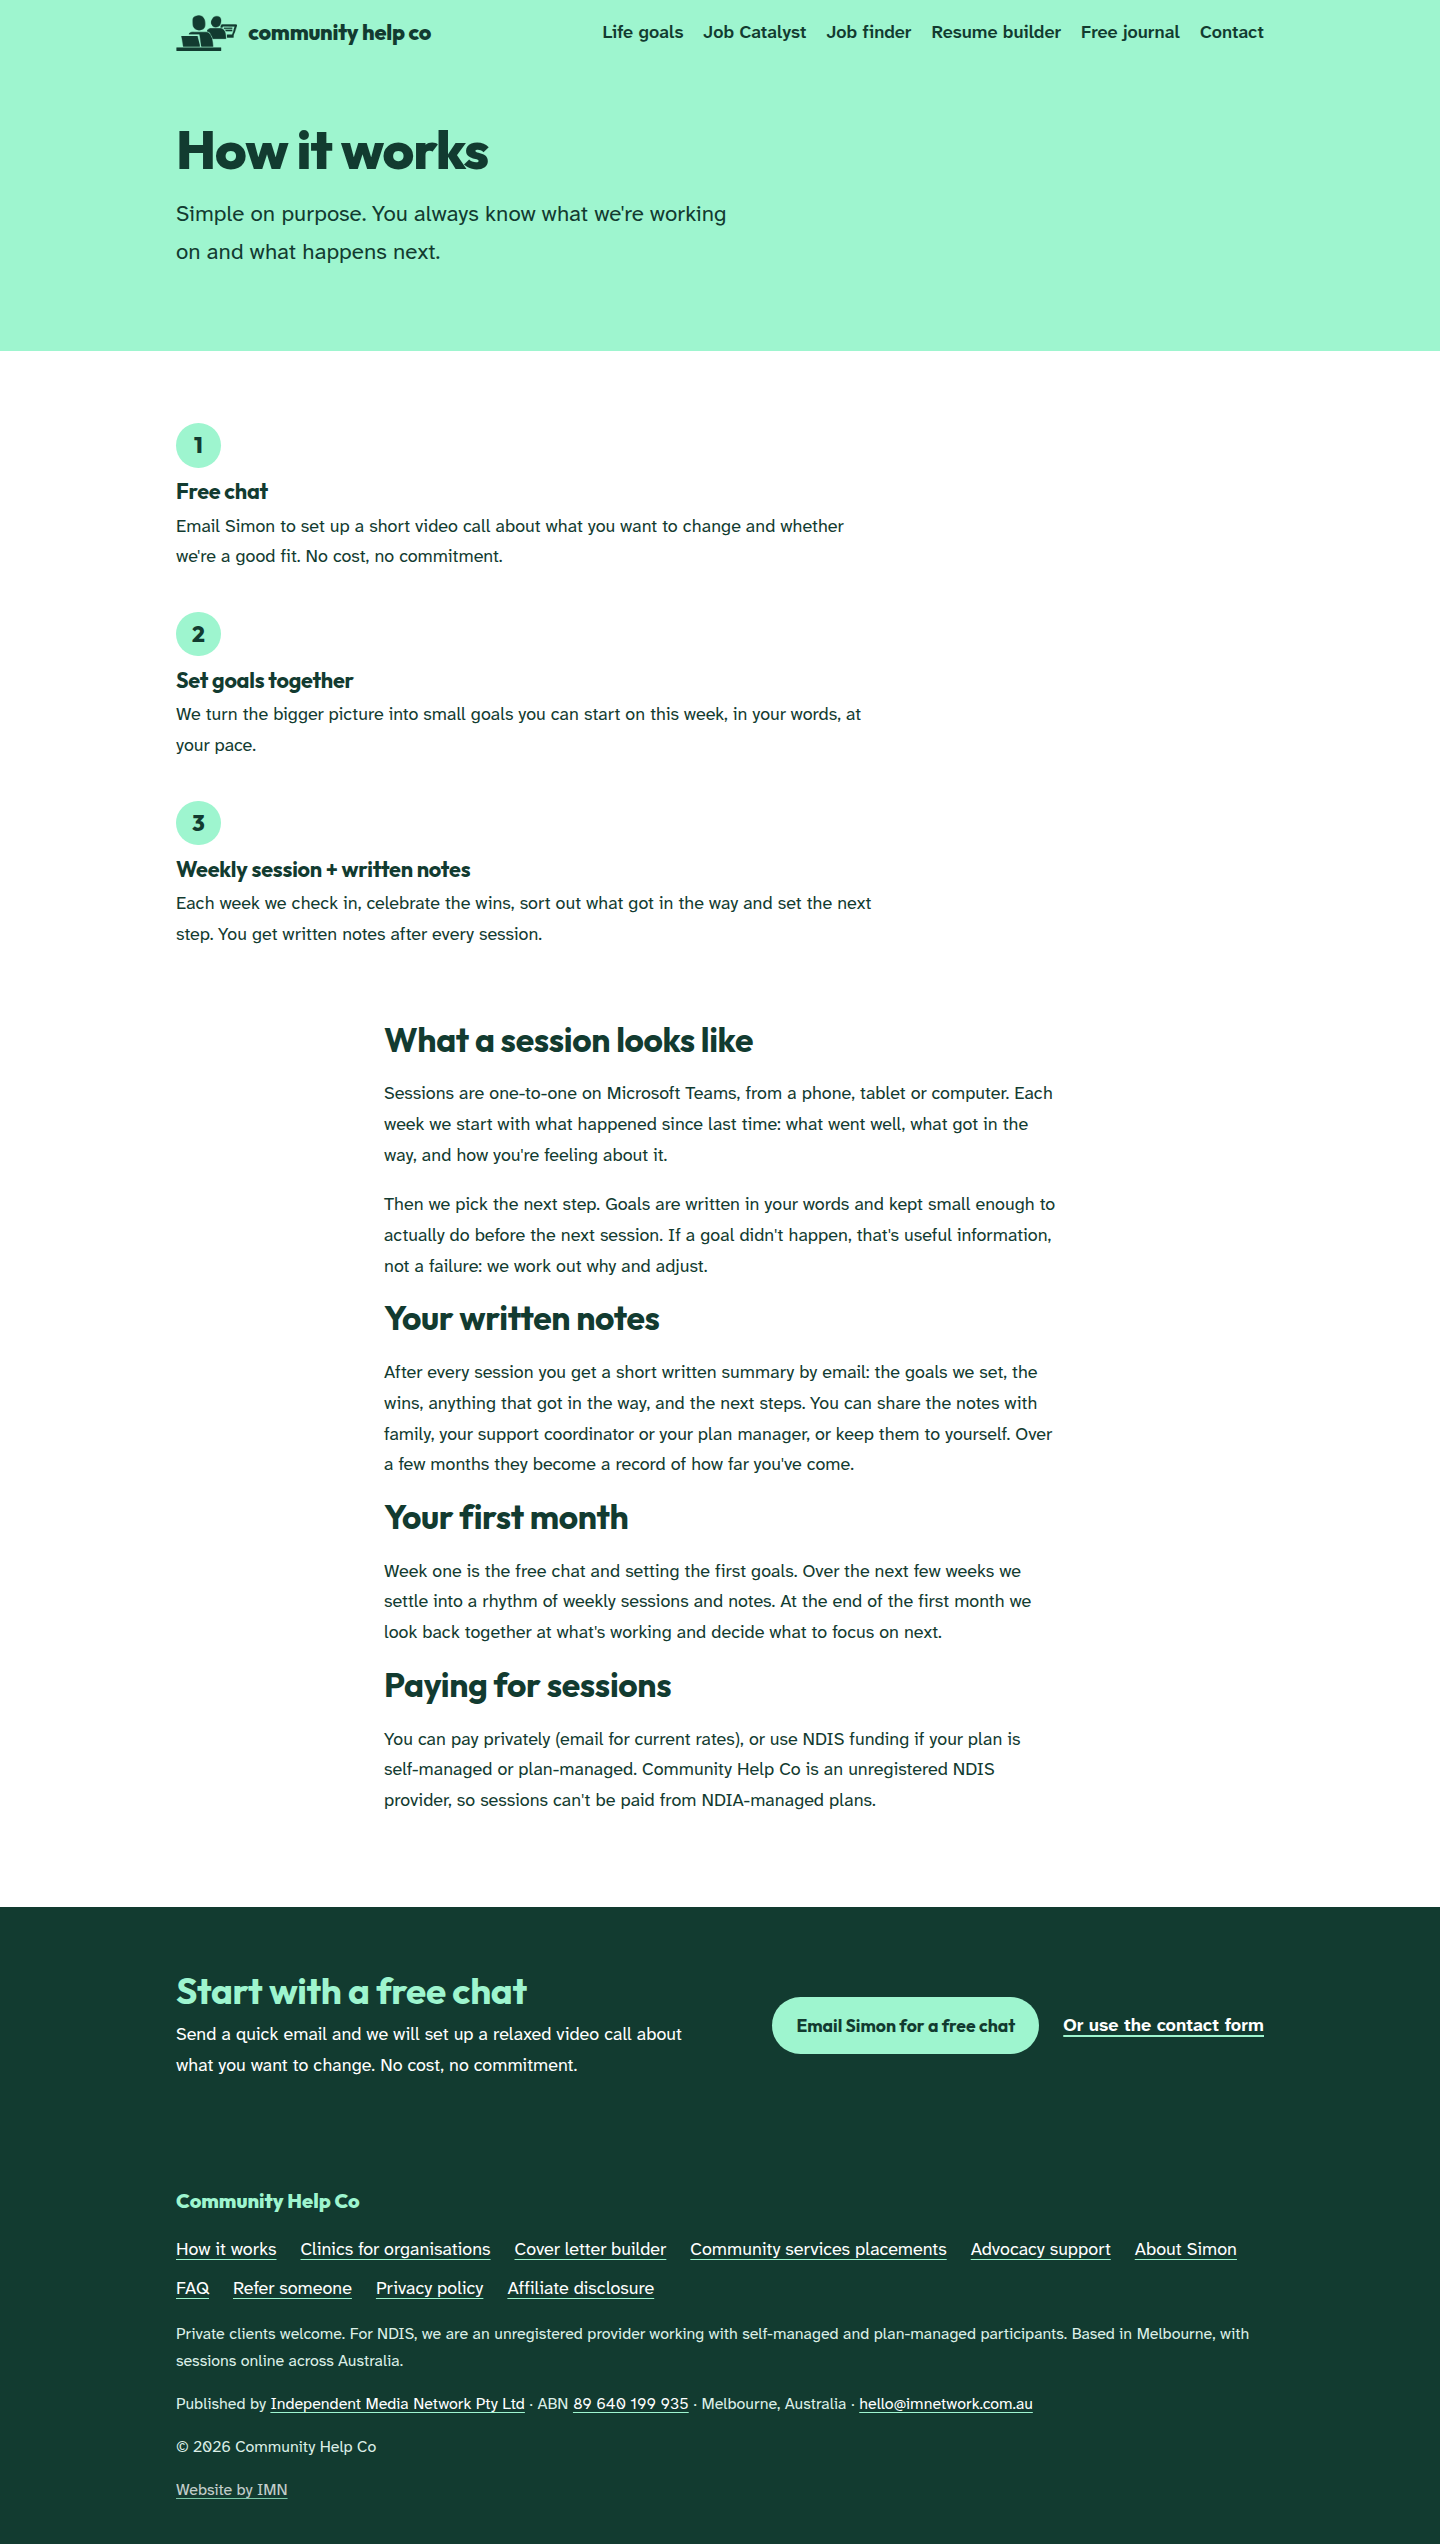 community help co
Life goals Job Catalyst Job finder Resume builder Free journal Contact
How it works
Simple on purpose. You always know what we're working
on and what happens next.
1
Free chat
Email Simon to set up a short video call about what you want to change and whether
we're a good fit. No cost, no commitment.
2
Set goals together
We turn the bigger picture into small goals you can start on this week, in your words, at
your pace.
3
Weekly session + written notes
Each week we check in, celebrate the wins, sort out what got in the way and set the next
step. You get written notes after every session.
What a session looks like
Sessions are one-to-one on Microsoft Teams, from a phone, tablet or computer. Each
week we start with what happened since last time: what went well, what got in the
way, and how you're feeling about it.
Then we pick the next step. Goals are written in your words and kept small enough to
actually do before the next session. If a goal didn't happen, that's useful information,
not a failure: we work out why and adjust.
Your written notes
After every session you get a short written summary by email: the goals we set, the
wins, anything that got in the way, and the next steps. You can share the notes with
family, your support coordinator or your plan manager, or keep them to yourself. Over
a few months they become a record of how far you've come.
Your first month
Week one is the free chat and setting the first goals. Over the next few weeks we
settle into a rhythm of weekly sessions and notes. At the end of the first month we
look back together at what's working and decide what to focus on next.
Paying for sessions
You can pay privately (email for current rates), or use NDIS funding if your plan is
self-managed or plan-managed. Community Help Co is an unregistered NDIS
provider, so sessions can't be paid from NDIA-managed plans.
Start with a free chat
Send a quick email and we will set up a relaxed video call about
what you want to change. No cost, no commitment.
Email Simon for a free chat
Or use the contact form
Community Help Co
How it works Clinics for organisations Cover letter builder Community services placements Advocacy support About Simon
FAQ Refer someone Privacy policy Affiliate disclosure
Private clients welcome. For NDIS, we are an unregistered provider working with self-managed and plan-managed participants. Based in Melbourne, with
sessions online across Australia.
Published by Independent Media Network Pty Ltd · ABN 89 640 199 935 · Melbourne, Australia · hello@imnetwork.com.au
© 2026 Community Help Co
Website by IMN